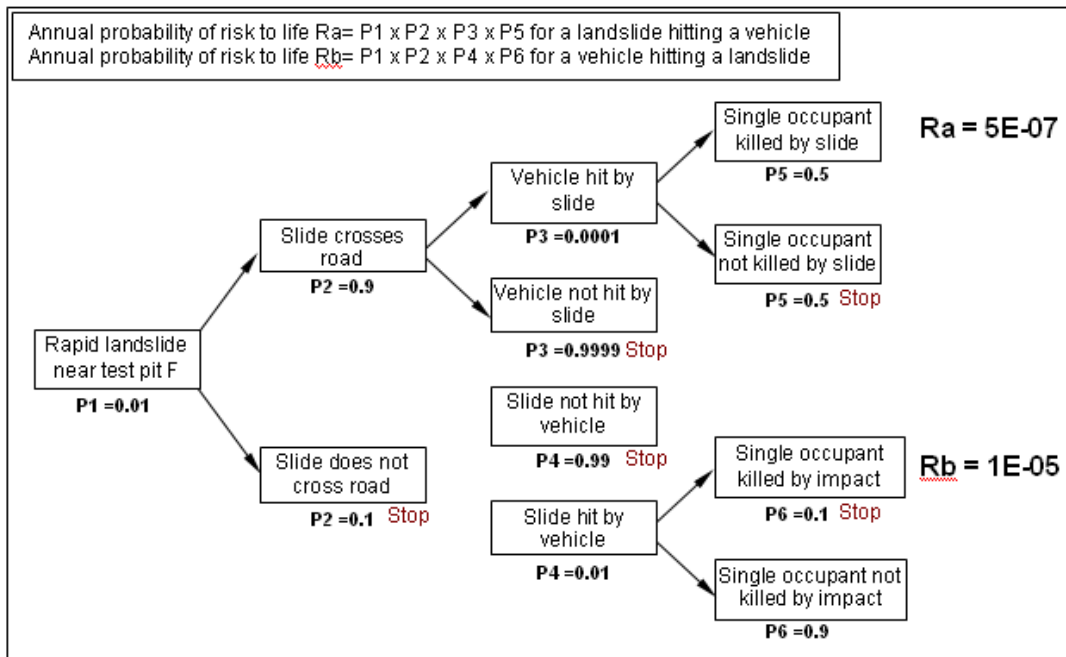 Annual probability of risk to life Ra= P1 x P2 x P3 x P5 for a landslide hitting a vehicle
Annual probability of risk to life Rb= P1 x P2 x P4 x P6 for a vehicle hitting a landslide
Single occupant
killed by slide
P5 =0.5
Ra = 5E-07
Vehicle hit by
slide
P3 =0.0001
Single occupant
not killed by slide
P5 =0.5 Stop
Slide crosses
road
P2 =0.9
Vehicle not hit by
slide
P3 =0.9999 Stop
Rapid landslide
near test pit F
P1 =0.01
Slide not hit by
vehicle
P4 =0.99 Stop
Slide does not
cross road
P2 =0.1 Stop
Single occupant
killed by impact
P6 =0.1 Stop
Rb = 1E-05
Slide hit by
vehicle
P4 =0.01
Single occupant not
killed by impact
P6 =0.9